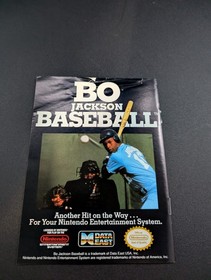 BO
JACKSON
BASEBALL
Another Hit on the Way . . .
For Your Nintendo Entertainment System.
Nintendo
DATA
EAST
Bo Jackson Baseball is a trademark of Data East USA, Inc.
Nintendo and Nintendo Entertainment System are registered trademarks of Nintendo of America, Inc.